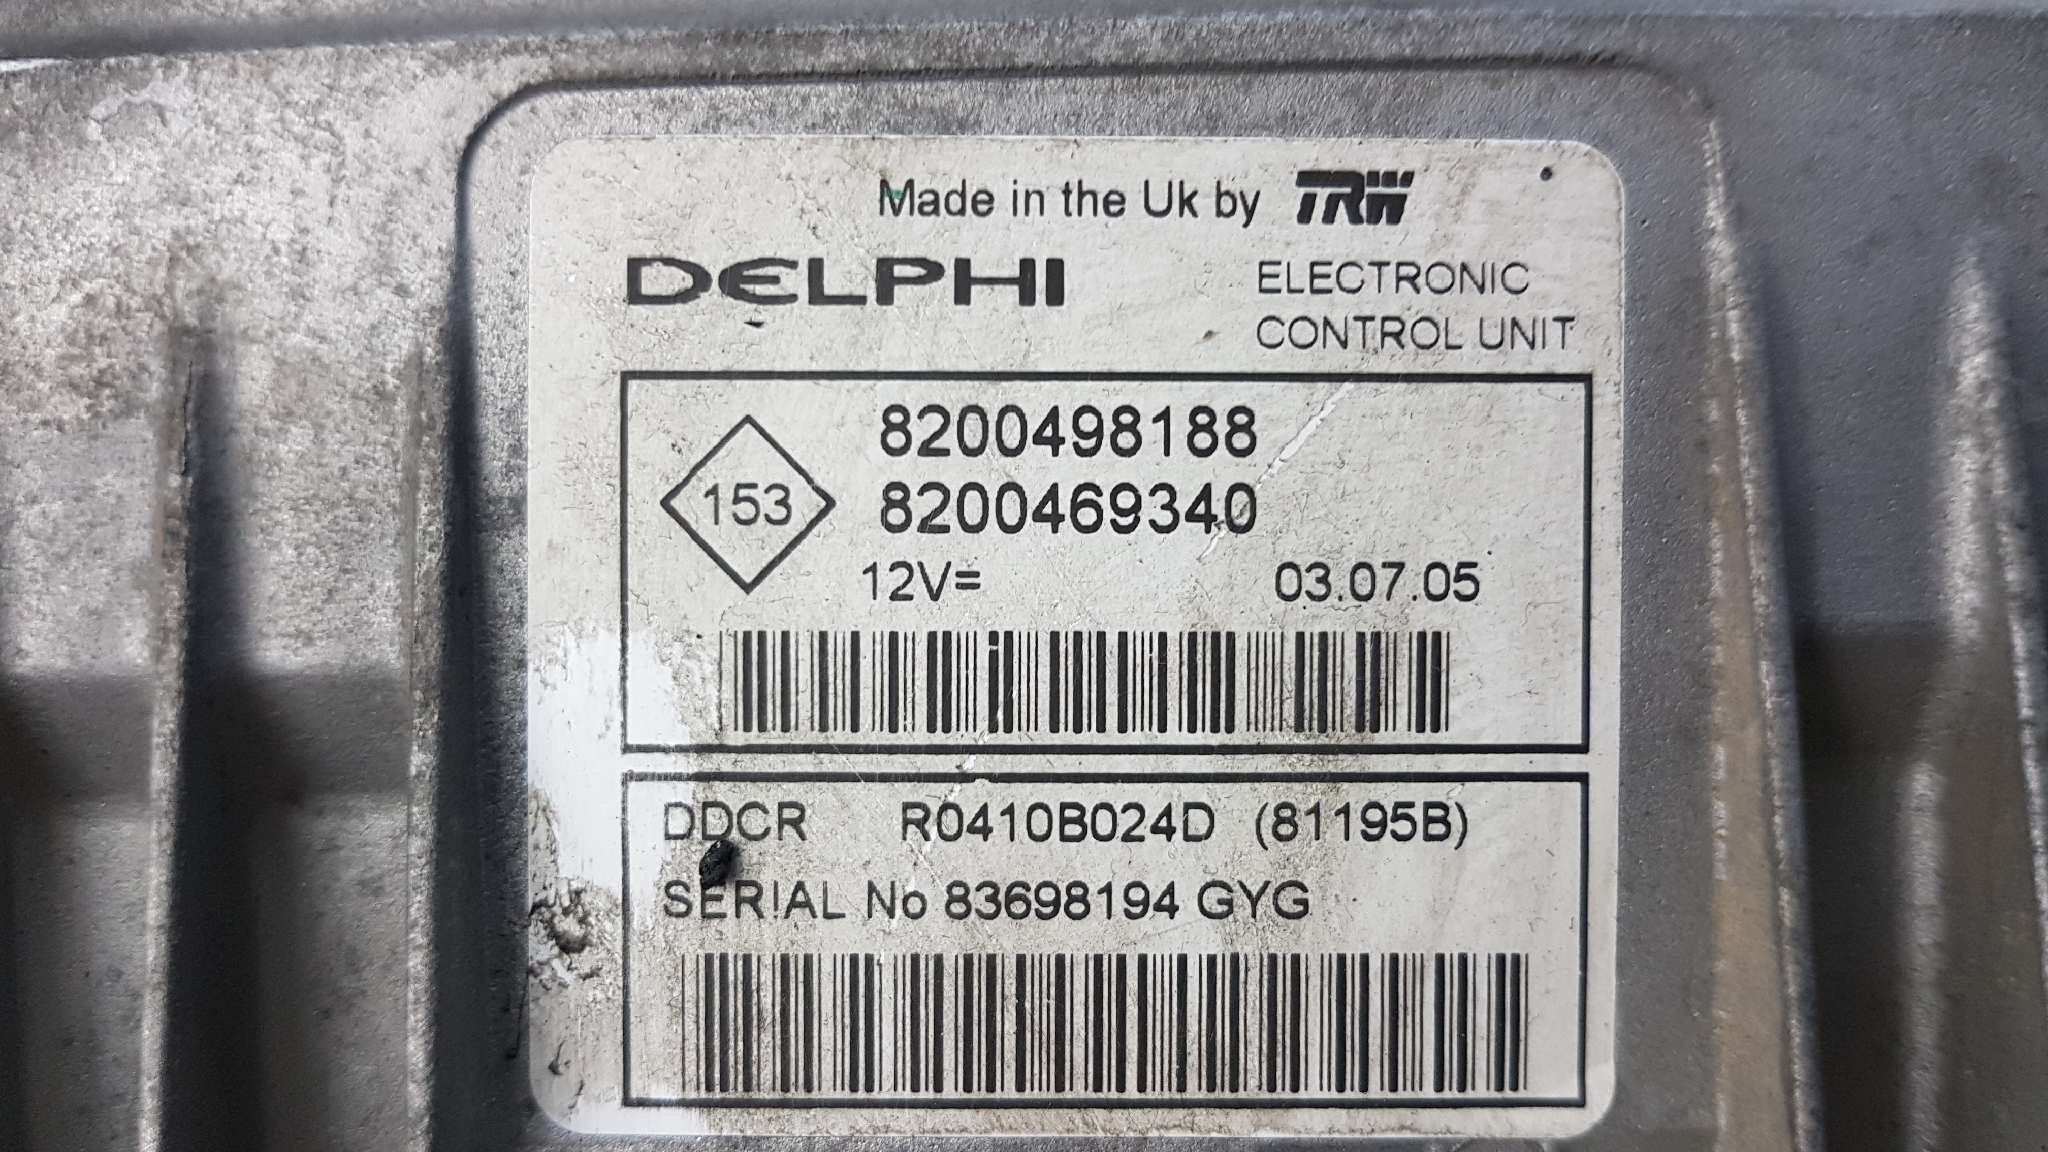 Made in the Uk by TRW
DELPHI
ELECTRONIC
CONTROL UNIT
8200498188
153
8200469340
12V= 03.07.05
DDCR R0410B024D (81195B)
SERIAL No 83698194 GYG